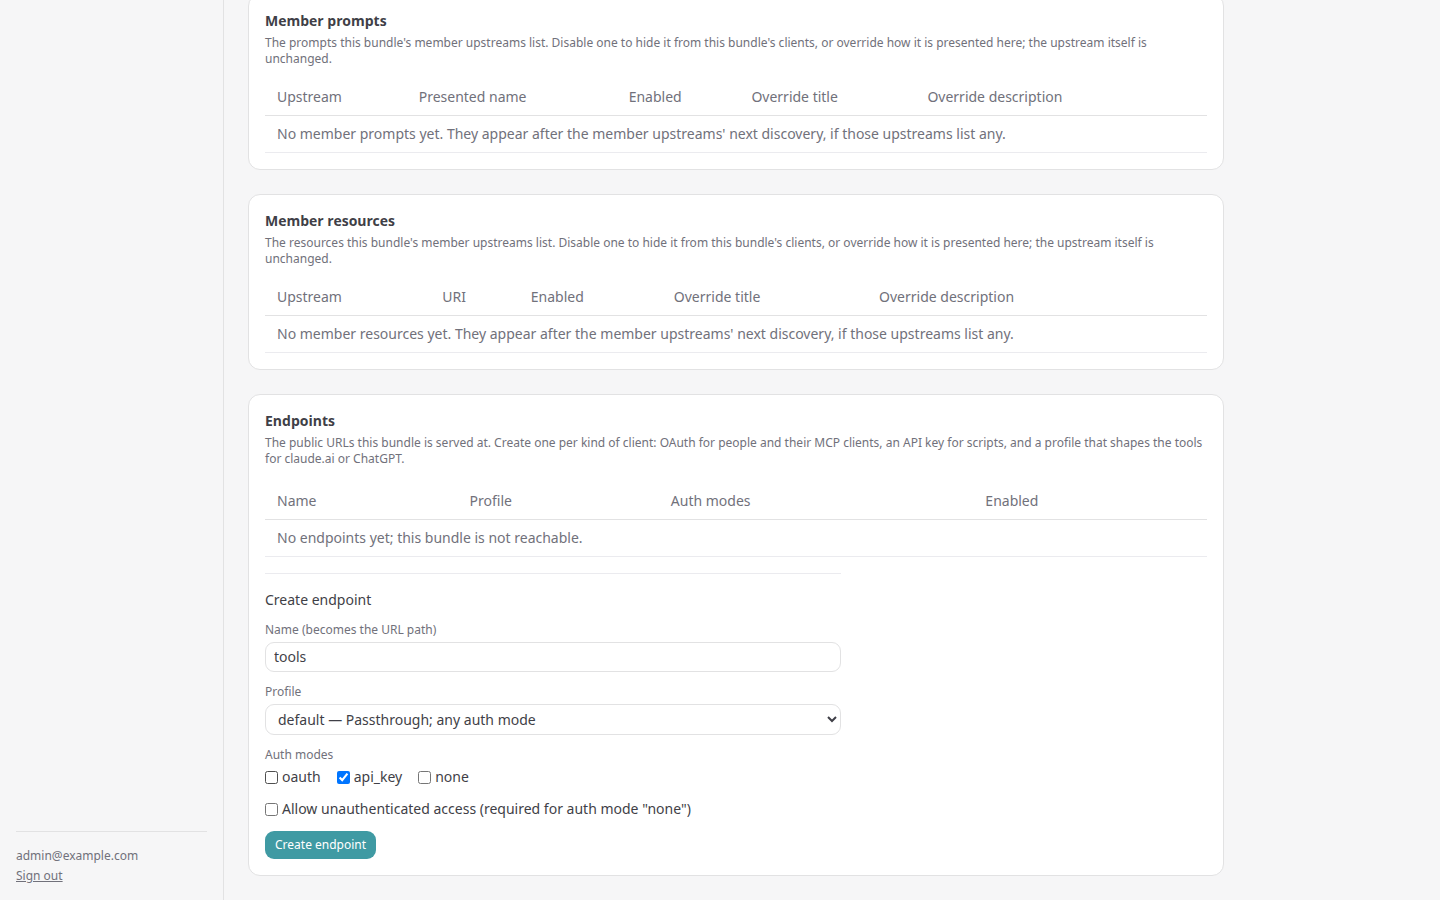 Member prompts
The prompts this bundle's member upstreams list. Disable one to hide it from this bundle's clients, or override how it is presented here; the upstream itself is
unchanged.
Upstream Presented name Enabled Override title Override description
No member prompts yet. They appear after the member upstreams' next discovery, if those upstreams list any.
Member resources
The resources this bundle's member upstreams list. Disable one to hide it from this bundle's clients, or override how it is presented here; the upstream itself is
unchanged.
Upstream URI Enabled Override title Override description
No member resources yet. They appear after the member upstreams' next discovery, if those upstreams list any.
Endpoints
The public URLs this bundle is served at. Create one per kind of client: OAuth for people and their MCP clients, an API key for scripts, and a profile that shapes the tools
for claude.ai or ChatGPT.
Name Profile Auth modes Enabled
No endpoints yet; this bundle is not reachable.
Create endpoint
Name (becomes the URL path)
tools
Profile
default — Passthrough; any auth mode
Auth modes
oauth api_key none
Allow unauthenticated access (required for auth mode "none")
Create endpoint
admin@example.com
Sign out